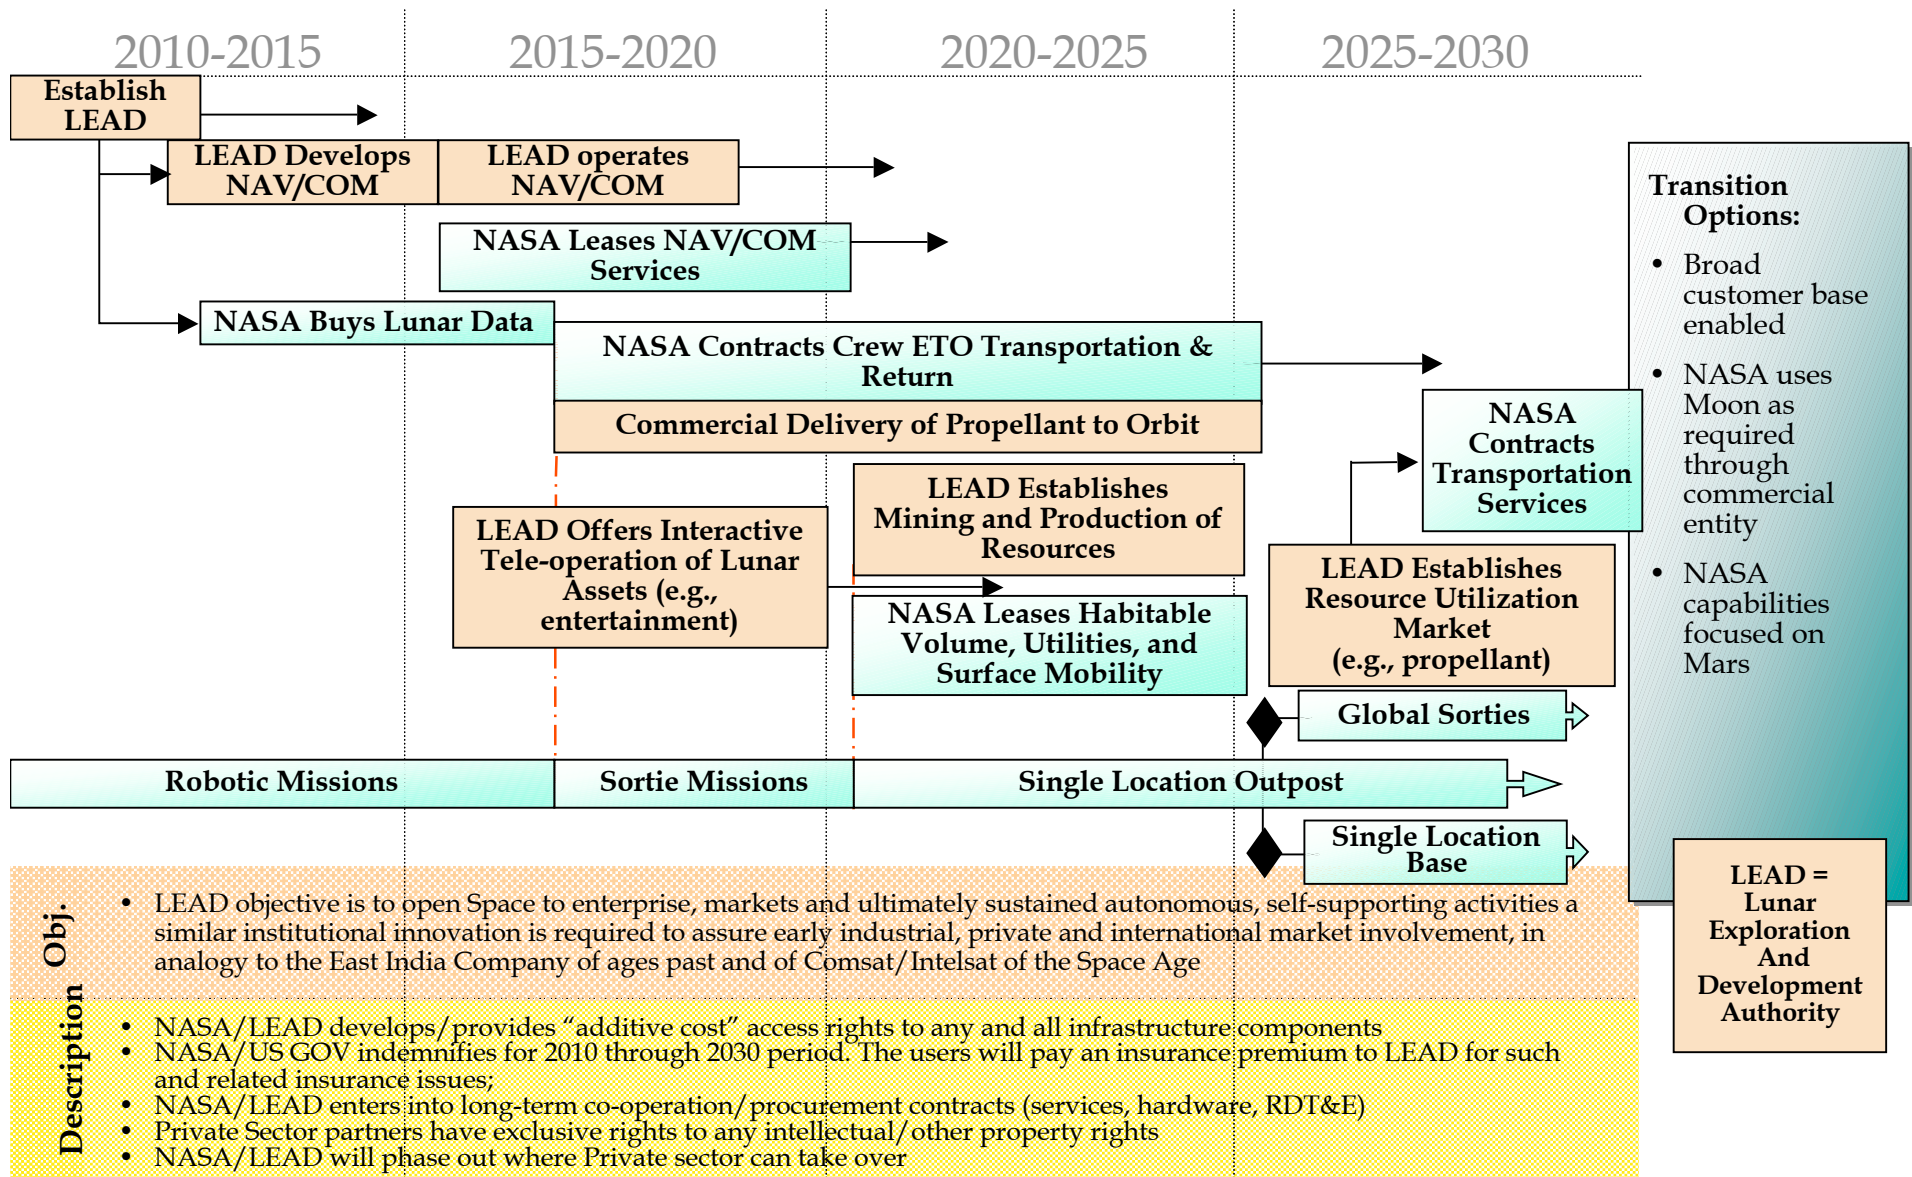 2010-2015
2015-2020
2020-2025
2025-2030
Establish
LEAD
LEAD Develops
NAV/COM
LEAD operates
NAV/COM
NASA Leases NAV/COM
Services
NASA Buys Lunar Data
NASA Contracts Crew ETO Transportation &
Return
Commercial Delivery of Propellant to Orbit
NASA
Contracts
Transportation
Services
LEAD Establishes
Mining and Production of
Resources
LEAD Offers Interactive
Tele-operation of Lunar
Assets (e.g.,
entertainment)
LEAD Establishes
Resource Utilization
Market
(e.g., propellant)
NASA Leases Habitable
Volume, Utilities, and
Surface Mobility
Global Sorties
Robotic Missions
Sortie Missions
Single Location Outpost
Single Location
Base
Transition
Options:
• Broad
customer base
enabled
• NASA uses
Moon as
required
through
commercial
entity
• NASA
capabilities
focused on
Mars
LEAD =
Lunar
Exploration
And
Development
Authority
Obj.
• LEAD objective is to open Space to enterprise, markets and ultimately sustained autonomous, self-supporting activities a
similar institutional innovation is required to assure early industrial, private and international market involvement, in
analogy to the East India Company of ages past and of Comsat/Intelsat of the Space Age
Description
• NASA/LEAD develops/provides “additive cost” access rights to any and all infrastructure components
• NASA/US GOV indemnifies for 2010 through 2030 period. The users will pay an insurance premium to LEAD for such
and related insurance issues;
• NASA/LEAD enters into long-term co-operation/procurement contracts (services, hardware, RDT&E)
• Private Sector partners have exclusive rights to any intellectual/other property rights
• NASA/LEAD will phase out where Private sector can take over